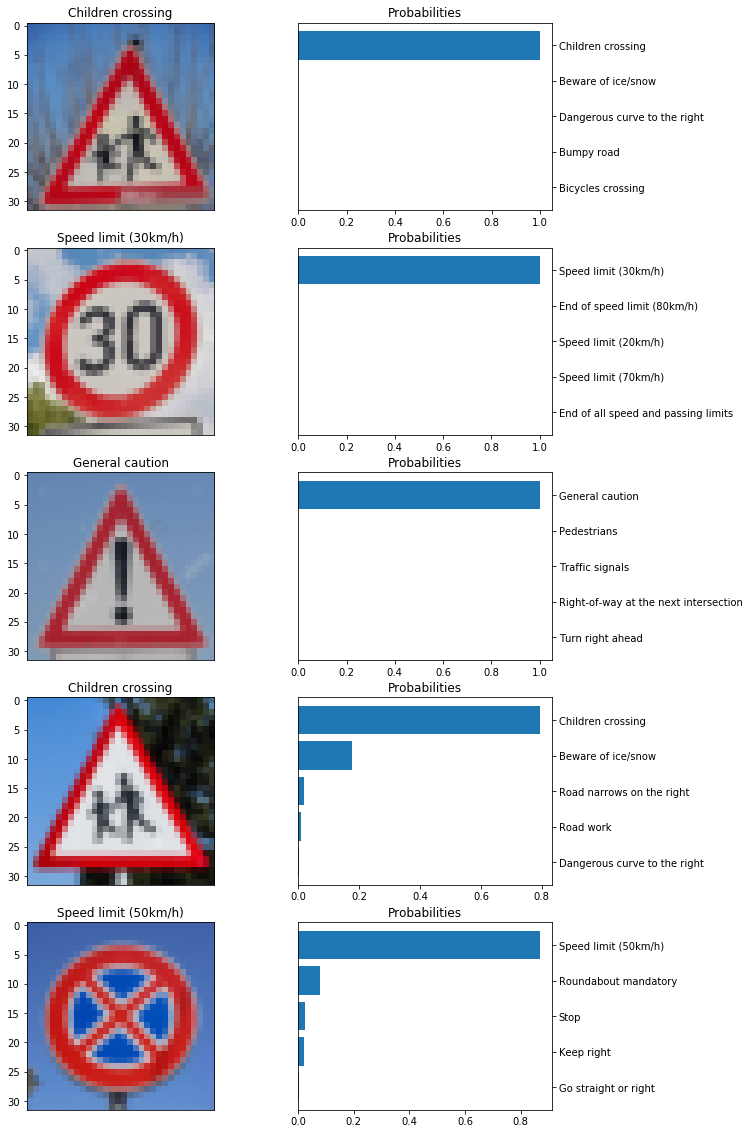 Children crossing
0
5
10
15
20
25
30
Probabilities
Children crossing
Beware of ice/snow
Dangerous curve to the right
Bumpy road
Bicycles crossing
0.0 0.2 0.4 0.6 0.8 1.0
Speed limit (30km/h)
0
5
10
15
20
25
30
30
Probabilities
Speed limit (30km/h)
End of speed limit (80km/h)
Speed limit (20km/h)
Speed limit (70km/h)
End of all speed and passing limits
0.0 0.2 0.4 0.6 0.8 1.0
General caution
0
5
10
15
20
25
30
!
Probabilities
General caution
Pedestrians
Traffic signals
Right-of-way at the next intersection
Turn right ahead
0.0 0.2 0.4 0.6 0.8 1.0
Children crossing
0
5
10
15
20
25
30
Probabilities
Children crossing
Beware of ice/snow
Road narrows on the right
Road work
Dangerous curve to the right
0.0 0.2 0.4 0.6 0.8
Speed limit (50km/h)
0
5
10
15
20
25
30
Probabilities
Speed limit (50km/h)
Roundabout mandatory
Stop
Keep right
Go straight or right
0.0 0.2 0.4 0.6 0.8